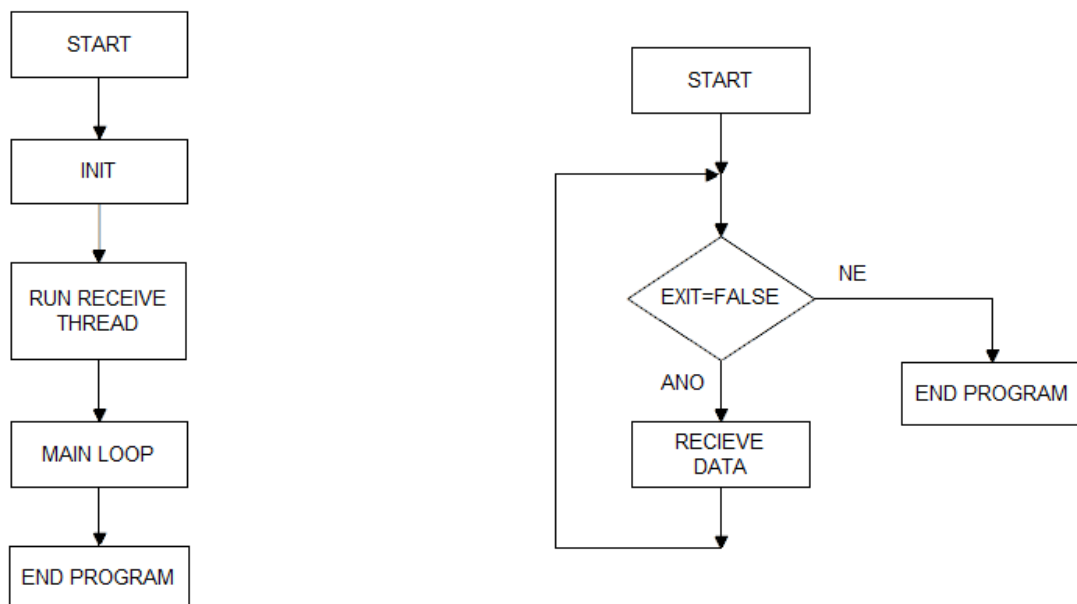 START
INIT
RUN RECEIVE
THREAD
MAIN LOOP
END PROGRAM
START
EXIT=FALSE
NE
ANO
END PROGRAM
RECIEVE
DATA